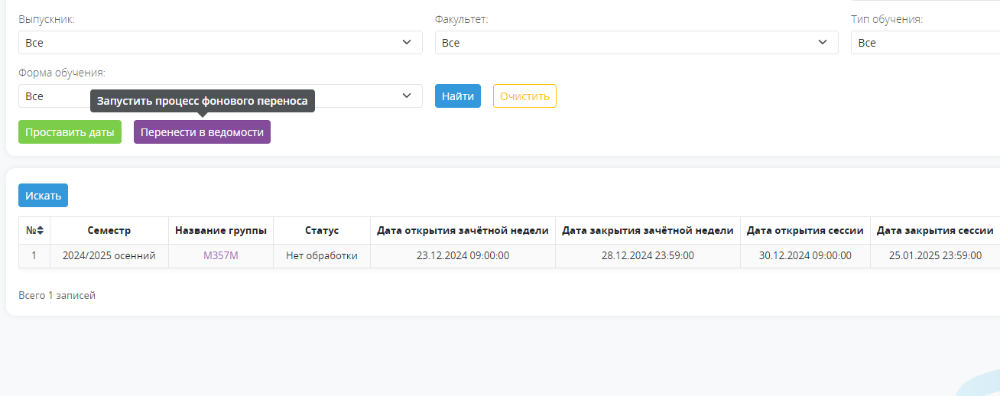 Выпускник: Факультет: Тип обучения:
Все Все Все
Форма обучения:
Все Найти Очистить
Запустить процесс фонового переноса
Проставить даты Перенести в ведомости
Искать
№ Семестр Название группы Статус Дата открытия зачётной недели Дата закрытия зачётной недели Дата открытия сессии Дата закрытия сессии
1 2024/2025 осенний М357М Нет обработки 23.12.2024 09:00:00 28.12.2024 23:59:00 30.12.2024 09:00:00 25.01.2025 23:59:00
Всего 1 записей